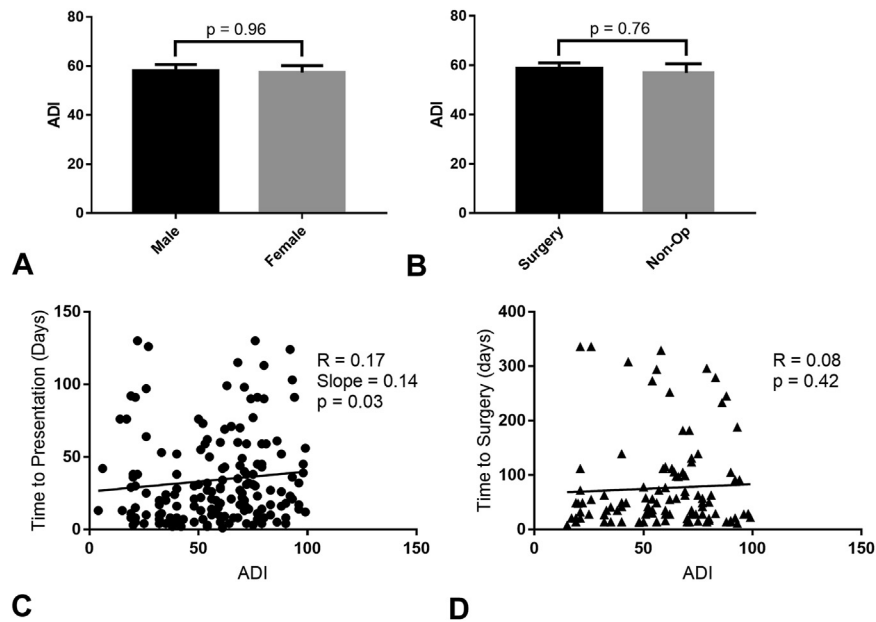 80
60
40
20
0
ADI
p = 0.96
Male
Female
A
80
60
40
20
0
ADI
p = 0.76
Surgery
Non-Op
B
150
100
50
0
Time to Presentation (Days)
R = 0.17
Slope = 0.14
p = 0.03
0
50
100
150
ADI
C
400
300
200
100
0
Time to Surgery (days)
R = 0.08
p = 0.42
0
50
100
150
ADI
D